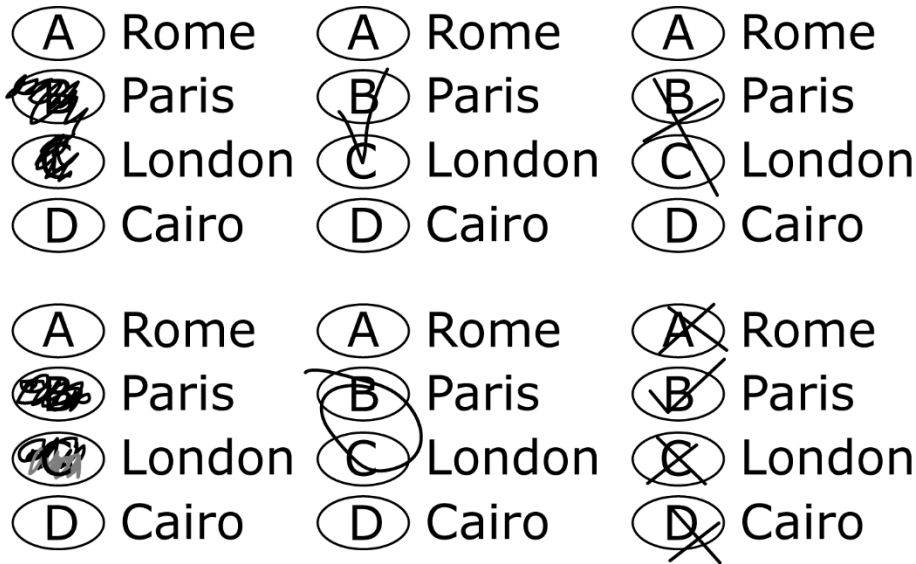 A Rome A Rome A Rome
B Paris B Paris B Paris
C London C London C London
D Cairo D Cairo D Cairo
A Rome A Rome A Rome
B Paris B Paris B Paris
C London C London C London
D Cairo D Cairo D Cairo